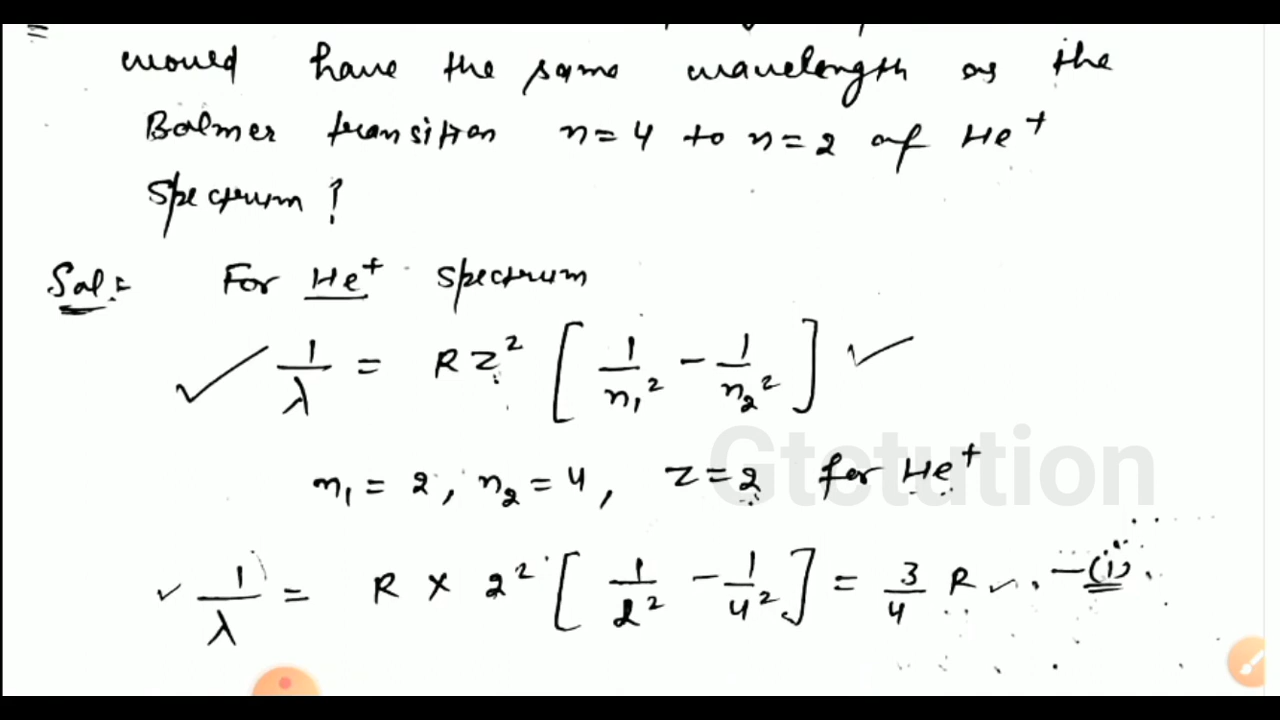 would have the same wavelength as the
Balmer transition n=4 to n=2 of He⁺
Spectrum?
Sol:- For He⁺ spectrum
1/λ = RZ² [1/n₁² − 1/n₂²]
Gtctution
n₁ = 2, n₂ = 4, Z = 2 for He⁺
1/λ = R × 2² [1/2² − 1/4²] = 3/4 R —(i)